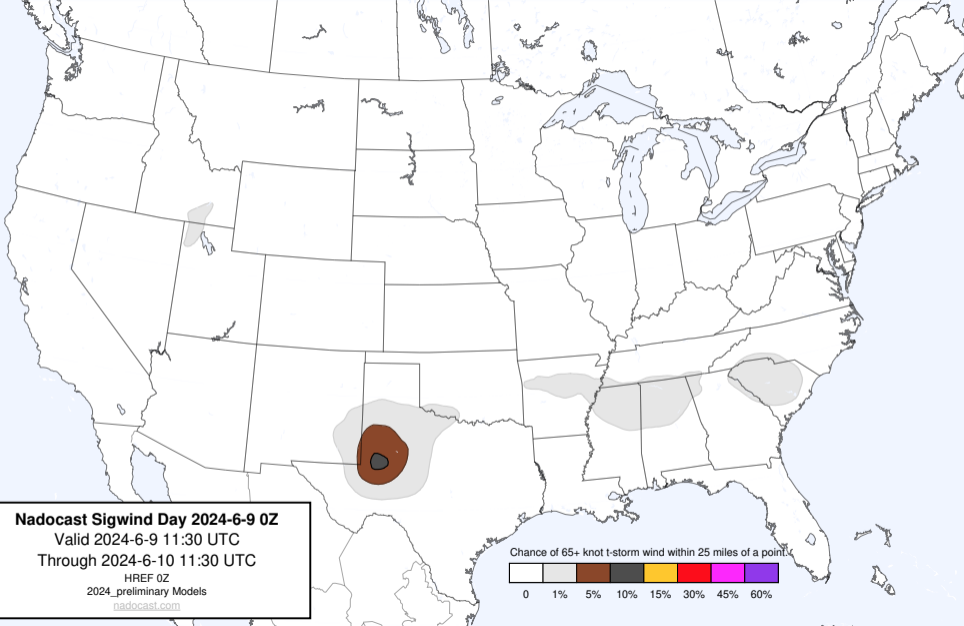 Nadocast Sigwind Day 2024-6-9 0Z
Valid 2024-6-9 11:30 UTC
Through 2024-6-10 11:30 UTC
HREF 0Z
2024_preliminary Models
nadocast.com
Chance of 65+ knot t-storm wind within 25 miles of a point.
0 1% 5% 10% 15% 30% 45% 60%